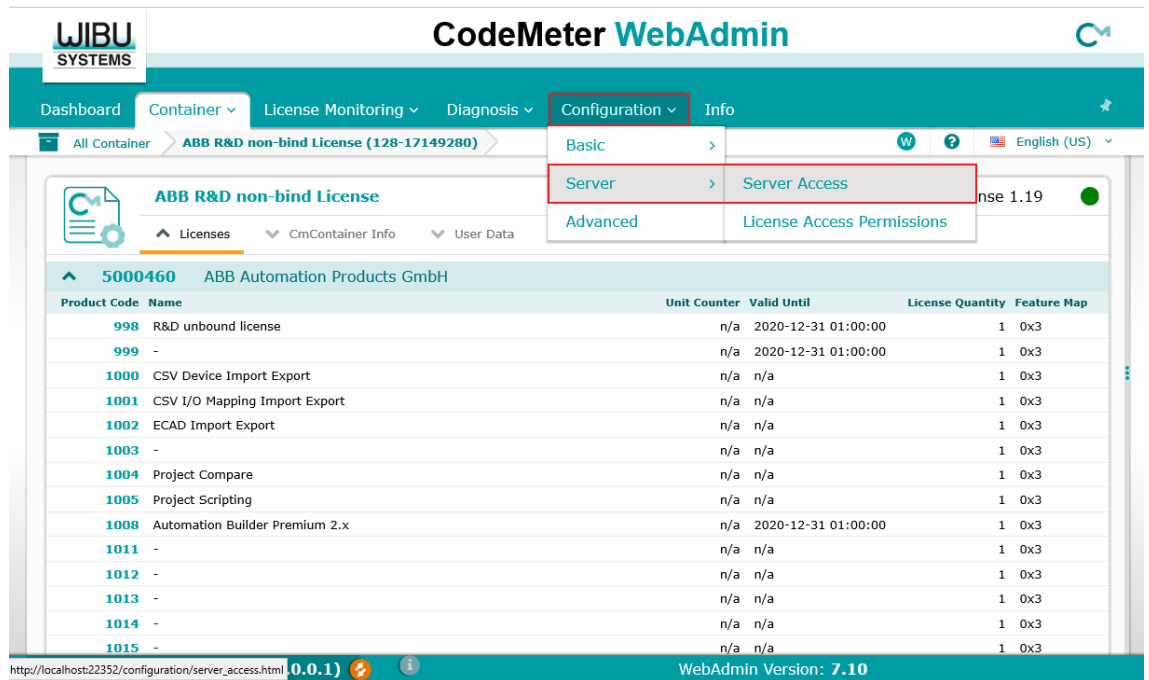 WIBU
SYSTEMS
CodeMeter WebAdmin
Dashboard Container License Monitoring Diagnosis Configuration Info
All Container ABB R&D non-bind License (128-17149280) Basic W ? English (US)
ABB R&D non-bind License Server Server Access nse 1.19
Licenses CmContainer Info User Data Advanced License Access Permissions
5000460 ABB Automation Products GmbH
Product Code Name Unit Counter Valid Until License Quantity Feature Map
998 R&D unbound license n/a 2020-12-31 01:00:00 1 0x3
999 - n/a 2020-12-31 01:00:00 1 0x3
1000 CSV Device Import Export n/a n/a 1 0x3
1001 CSV I/O Mapping Import Export n/a n/a 1 0x3
1002 ECAD Import Export n/a n/a 1 0x3
1003 - n/a n/a 1 0x3
1004 Project Compare n/a n/a 1 0x3
1005 Project Scripting n/a n/a 1 0x3
1008 Automation Builder Premium 2.x n/a 2020-12-31 01:00:00 1 0x3
1011 - n/a n/a 1 0x3
1012 - n/a n/a 1 0x3
1013 - n/a n/a 1 0x3
1014 - n/a n/a 1 0x3
1015 - n/a n/a 1 0x3
http://localhost:22352/configuration/server_access.html .0.0.1) i WebAdmin Version: 7.10